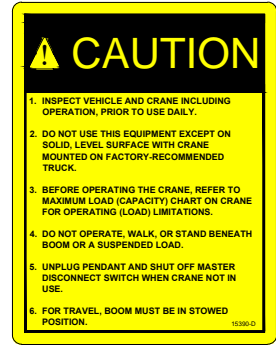 CAUTION
1. INSPECT VEHICLE AND CRANE INCLUDING
OPERATION, PRIOR TO USE DAILY.
2. DO NOT USE THIS EQUIPMENT EXCEPT ON
SOLID, LEVEL SURFACE WITH CRANE
MOUNTED ON FACTORY-RECOMMENDED
TRUCK.
3. BEFORE OPERATING THE CRANE, REFER TO
MAXIMUM LOAD (CAPACITY) CHART ON CRANE
FOR OPERATING (LOAD) LIMITATIONS.
4. DO NOT OPERATE, WALK, OR STAND BENEATH
BOOM OR A SUSPENDED LOAD.
5. UNPLUG PENDANT AND SHUT OFF MASTER
DISCONNECT SWITCH WHEN CRANE NOT IN
USE.
6. FOR TRAVEL, BOOM MUST BE IN STOWED
POSITION. 15390-D